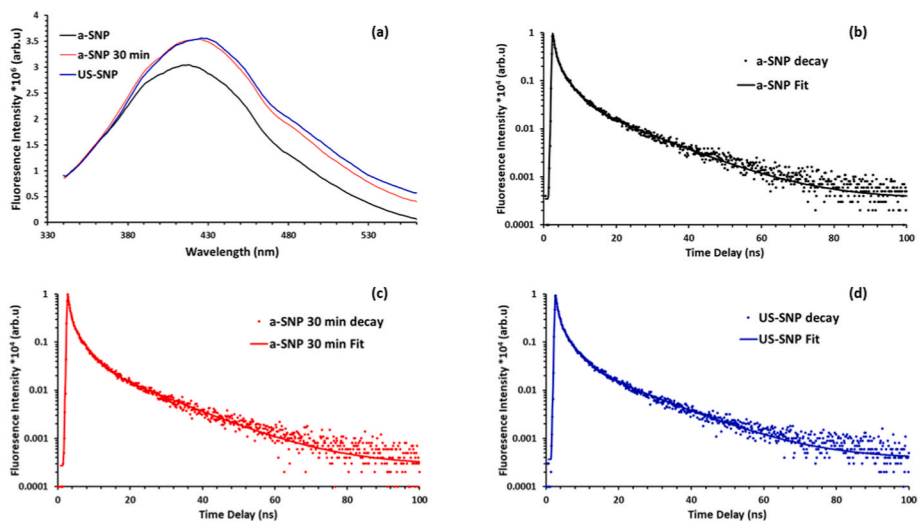 (a)
a-SNP
a-SNP 30 min
US-SNP
Fluoresence Intensity *10⁶ (arb.u)
4
3.5
3
2.5
2
1.5
1
0.5
0
330 380 430 480 530
Wavelength (nm)
(b)
a-SNP decay
a-SNP Fit
Fluoresence Intensity *10⁴ (arb.u)
1
0.1
0.01
0.001
0.0001
0 20 40 60 80 100
Time Delay (ns)
(c)
a-SNP 30 min decay
a-SNP 30 min Fit
Fluoresence Intensity *10⁴ (arb.u)
1
0.1
0.01
0.001
0.0001
0 20 40 60 80 100
Time Delay (ns)
(d)
US-SNP decay
US-SNP Fit
Fluoresence Intensity *10⁴ (arb.u)
1
0.1
0.01
0.001
0.0001
0 20 40 60 80 100
Time Delay (ns)